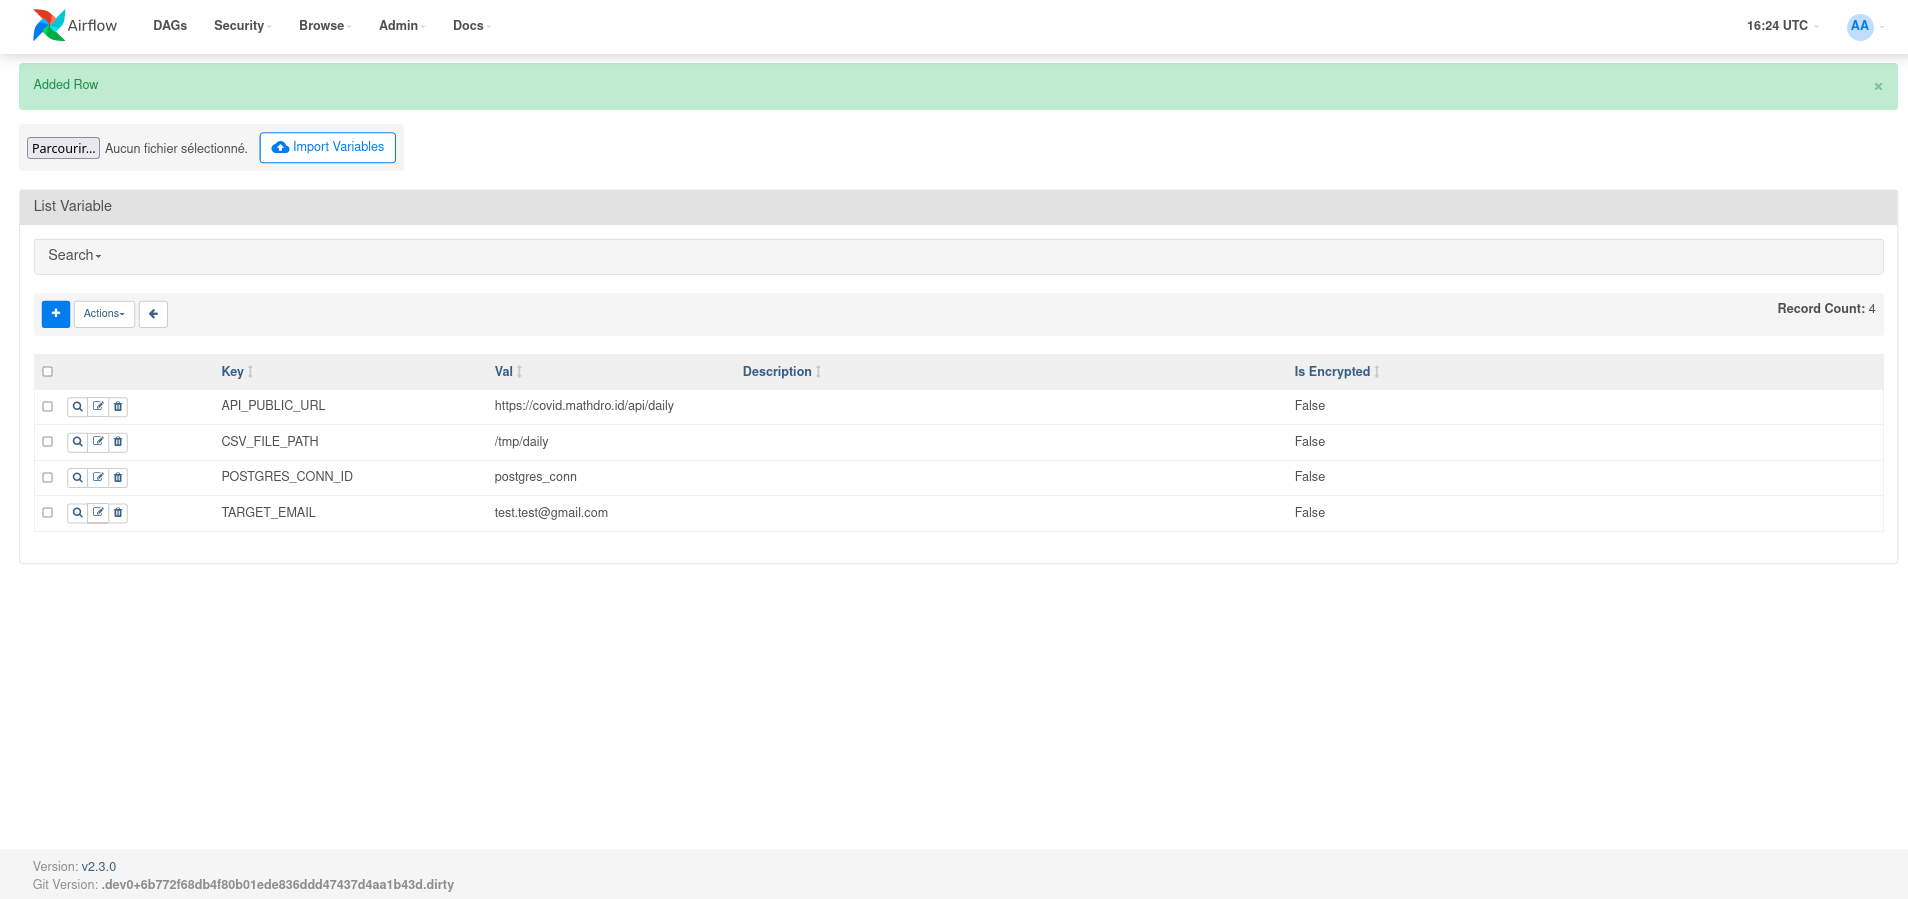 Airflow DAGs Security Browse Admin Docs 16:24 UTC AA
Added Row ×
Parcourir... Aucun fichier sélectionné. Import Variables
List Variable
Search
+ Actions Record Count: 4
Key Val Description Is Encrypted
API_PUBLIC_URL https://covid.mathdro.id/api/daily False
CSV_FILE_PATH /tmp/daily False
POSTGRES_CONN_ID postgres_conn False
TARGET_EMAIL test.test@gmail.com False
Version: v2.3.0
Git Version: .dev0+6b772f68db4f80b01ede836ddd47437d4aa1b43d.dirty